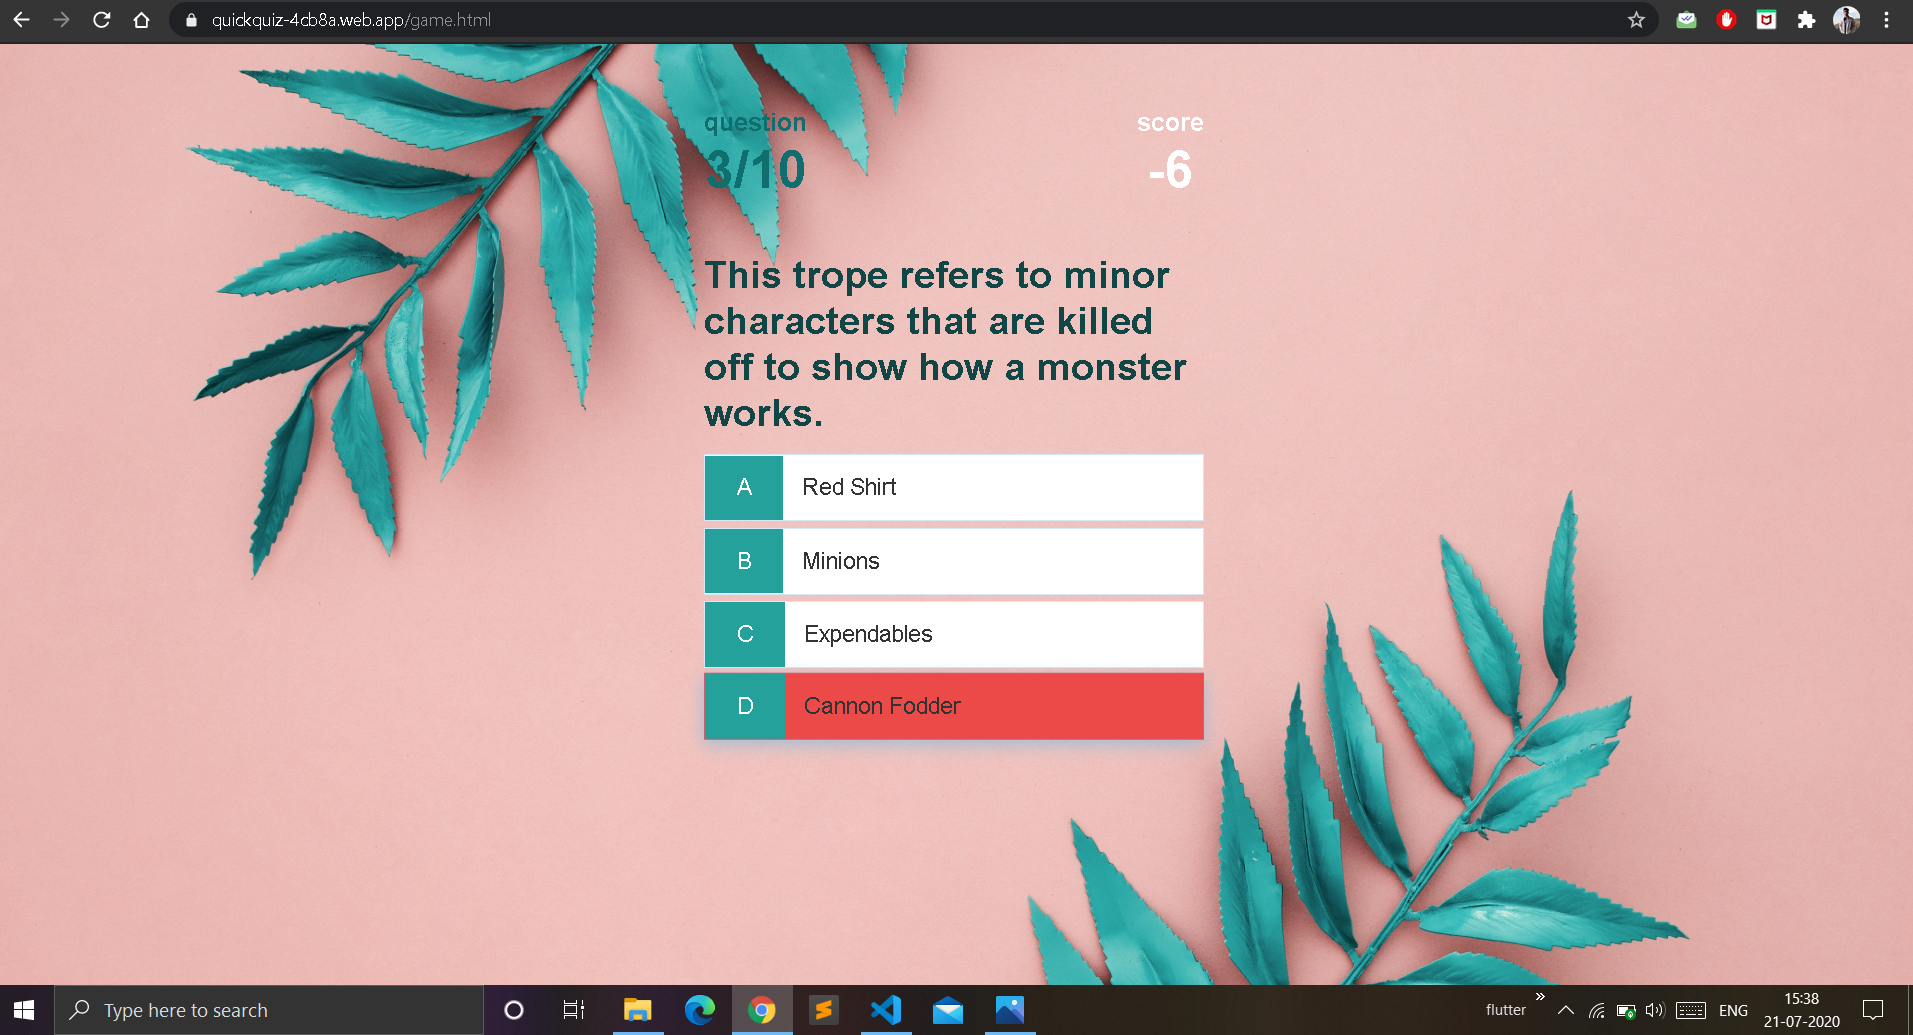 quickquiz-4cb8a.web.app/game.html
question
score
3/10
-6
This trope refers to minor
characters that are killed
off to show how a monster
works.
A Red Shirt
B Minions
C Expendables
D Cannon Fodder
Type here to search
flutter
»
ENG
15:38
21-07-2020